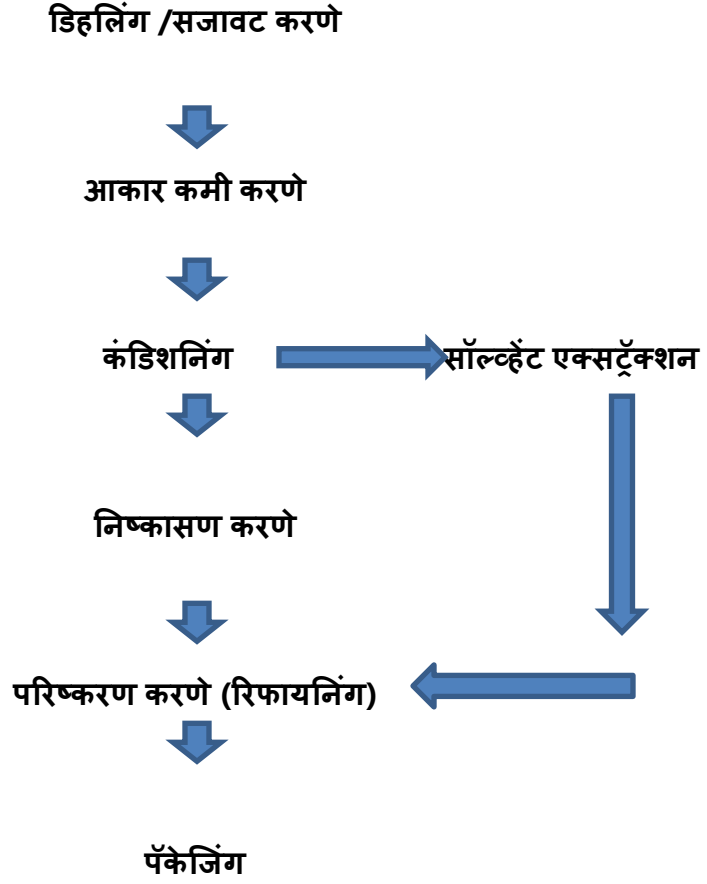 डिहलिंग /सजावट करणे
आकार कमी करणे
कंडिशनिंग
सॉल्व्हेंट एक्सट्रॅक्शन
निष्कासण करणे
परिष्करण करणे (रिफायनिंग)
पॅकेजिंग